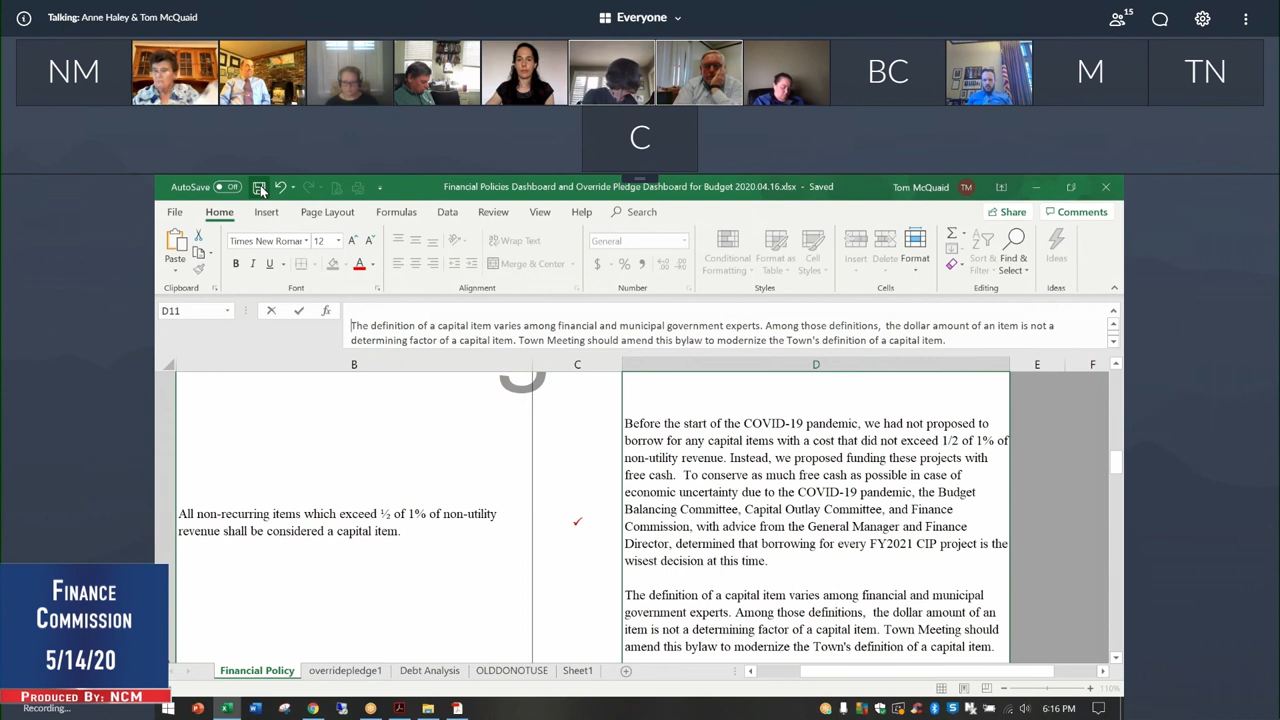 Talking: Anne Haley & Tom McQuaid
Everyone
15
NM
BC
M
TN
C
AutoSave
Off
Financial Policies Dashboard and Override Pledge Dashboard for Budget 2020.04.16.xlsx - Saved
Tom McQuaid
TM
File
Home
Insert
Page Layout
Formulas
Data
Review
View
Help
Search
Share
Comments
Paste
Times New Roman
12
Wrap Text
Merge & Center
General
Conditional
Formatting
Format as
Table
Cell
Styles
Insert
Delete
Format
Sort &
Filter
Find &
Select
Ideas
Clipboard
Font
Alignment
Number
Styles
Cells
Editing
Ideas
D11
The definition of a capital item varies among financial and municipal government experts. Among those definitions, the dollar amount of an item is not a
determining factor of a capital item. Town Meeting should amend this bylaw to modernize the Town's definition of a capital item.
B
C
D
E
F
All non-recurring items which exceed ½ of 1% of non-utility
revenue shall be considered a capital item.
✓
Before the start of the COVID-19 pandemic, we had not proposed to
borrow for any capital items with a cost that did not exceed 1/2 of 1% of
non-utility revenue. Instead, we proposed funding these projects with
free cash. To conserve as much free cash as possible in case of
economic uncertainty due to the COVID-19 pandemic, the Budget
Balancing Committee, Capital Outlay Committee, and Finance
Commission, with advice from the General Manager and Finance
Director, determined that borrowing for every FY2021 CIP project is the
wisest decision at this time.
The definition of a capital item varies among financial and municipal
government experts. Among those definitions, the dollar amount of an
item is not a determining factor of a capital item. Town Meeting should
amend this bylaw to modernize the Town's definition of a capital item.
Financial Policy
overridepledge1
Debt Analysis
OLDDONOTUSE
Sheet1
110%
FINANCE
COMMISSION
5/14/20
PRODUCED BY: NCM
Recording...
6:16 PM